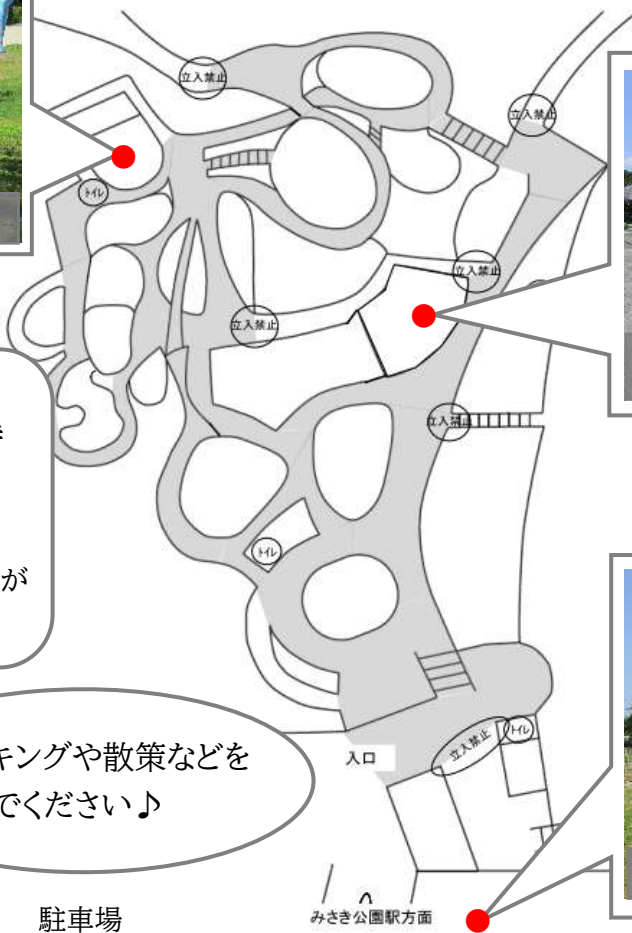 立入禁止
立入禁止
トイレ
立入禁止
立入禁止
立入禁止
が
トイレ
キングや散策などを
でください♪
立入禁止
トイレ
入口
駐車場
みさき公園駅方面